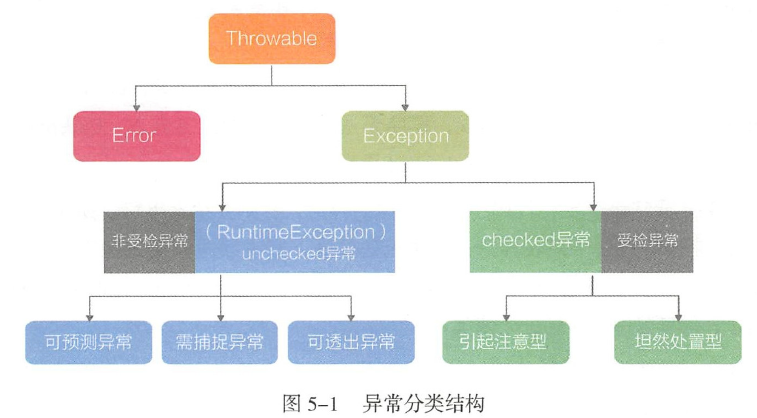 Throwable
Error
Exception
非受检异常
（RuntimeException）
unchecked异常
checked异常
受检异常
可预测异常
需捕捉异常
可透出异常
引起注意型
坦然处置型
图 5-1 异常分类结构